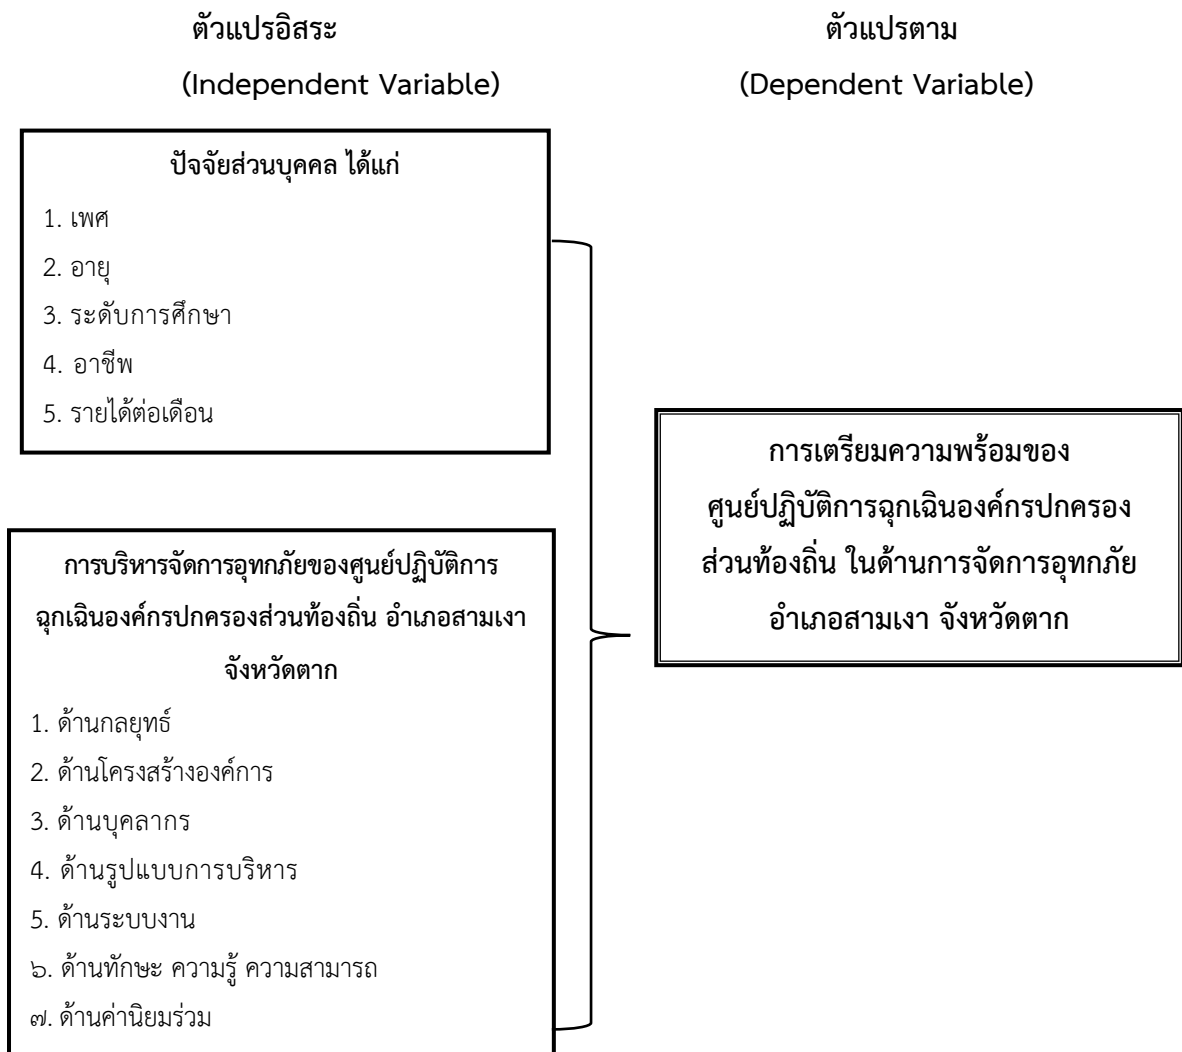 ตัวแปรอิสระ
(Independent Variable)
ตัวแปรตาม
(Dependent Variable)
ปัจจัยส่วนบุคคล ได้แก่
1. เพศ
2. อายุ
3. ระดับการศึกษา
4. อาชีพ
5. รายได้ต่อเดือน
การบริหารจัดการอุทกภัยของศูนย์ปฏิบัติการ
ฉุกเฉินองค์กรปกครองส่วนท้องถิ่น อำเภอสามเงา
จังหวัดตาก
1. ด้านกลยุทธ์
2. ด้านโครงสร้างองค์การ
3. ด้านบุคลากร
4. ด้านรูปแบบการบริหาร
5. ด้านระบบงาน
๖. ด้านทักษะ ความรู้ ความสามารถ
๗. ด้านค่านิยมร่วม
การเตรียมความพร้อมของ
ศูนย์ปฏิบัติการฉุกเฉินองค์กรปกครอง
ส่วนท้องถิ่น ในด้านการจัดการอุทกภัย
อำเภอสามเงา จังหวัดตาก